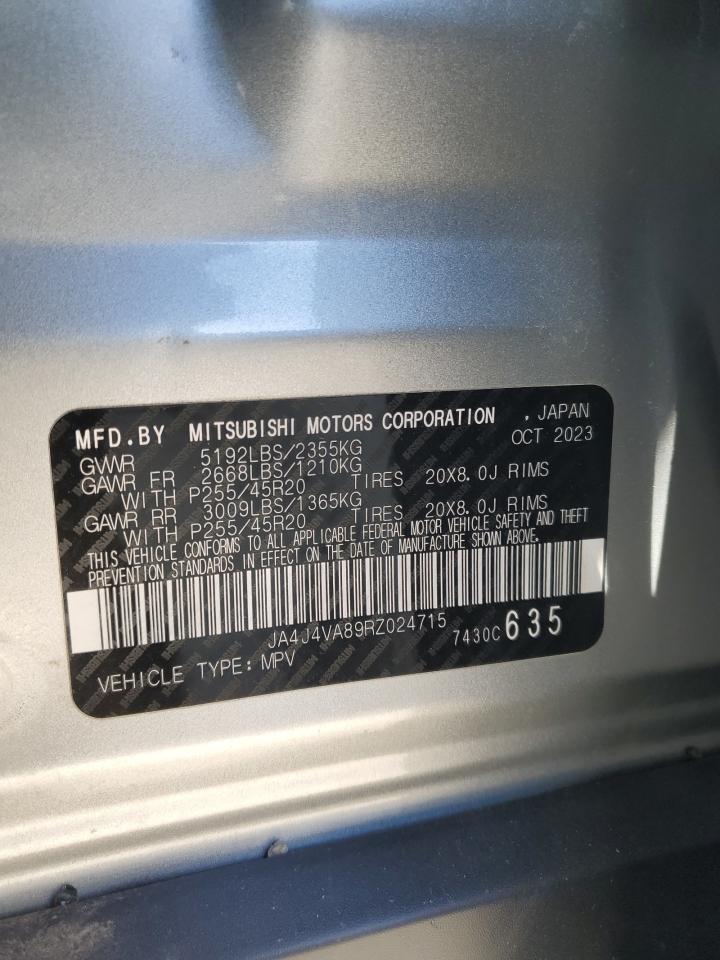 MFD.BY MITSUBISHI MOTORS CORPORATION , JAPAN
OCT 2023
GVWR 5192LBS/2355KG
GAWR FR 2668LBS/1210KG
WITH P255/45R20 TIRES 20X8.0J RIMS
GAWR RR 3009LBS/1365KG
WITH P255/45R20 TIRES 20X8.0J RIMS
THIS VEHICLE CONFORMS TO ALL APPLICABLE FEDERAL MOTOR VEHICLE SAFETY AND THEFT
PREVENTION STANDARDS IN EFFECT ON THE DATE OF MANUFACTURE SHOWN ABOVE.
JA4J4VA89RZ024715
7430C 635
VEHICLE TYPE: MPV